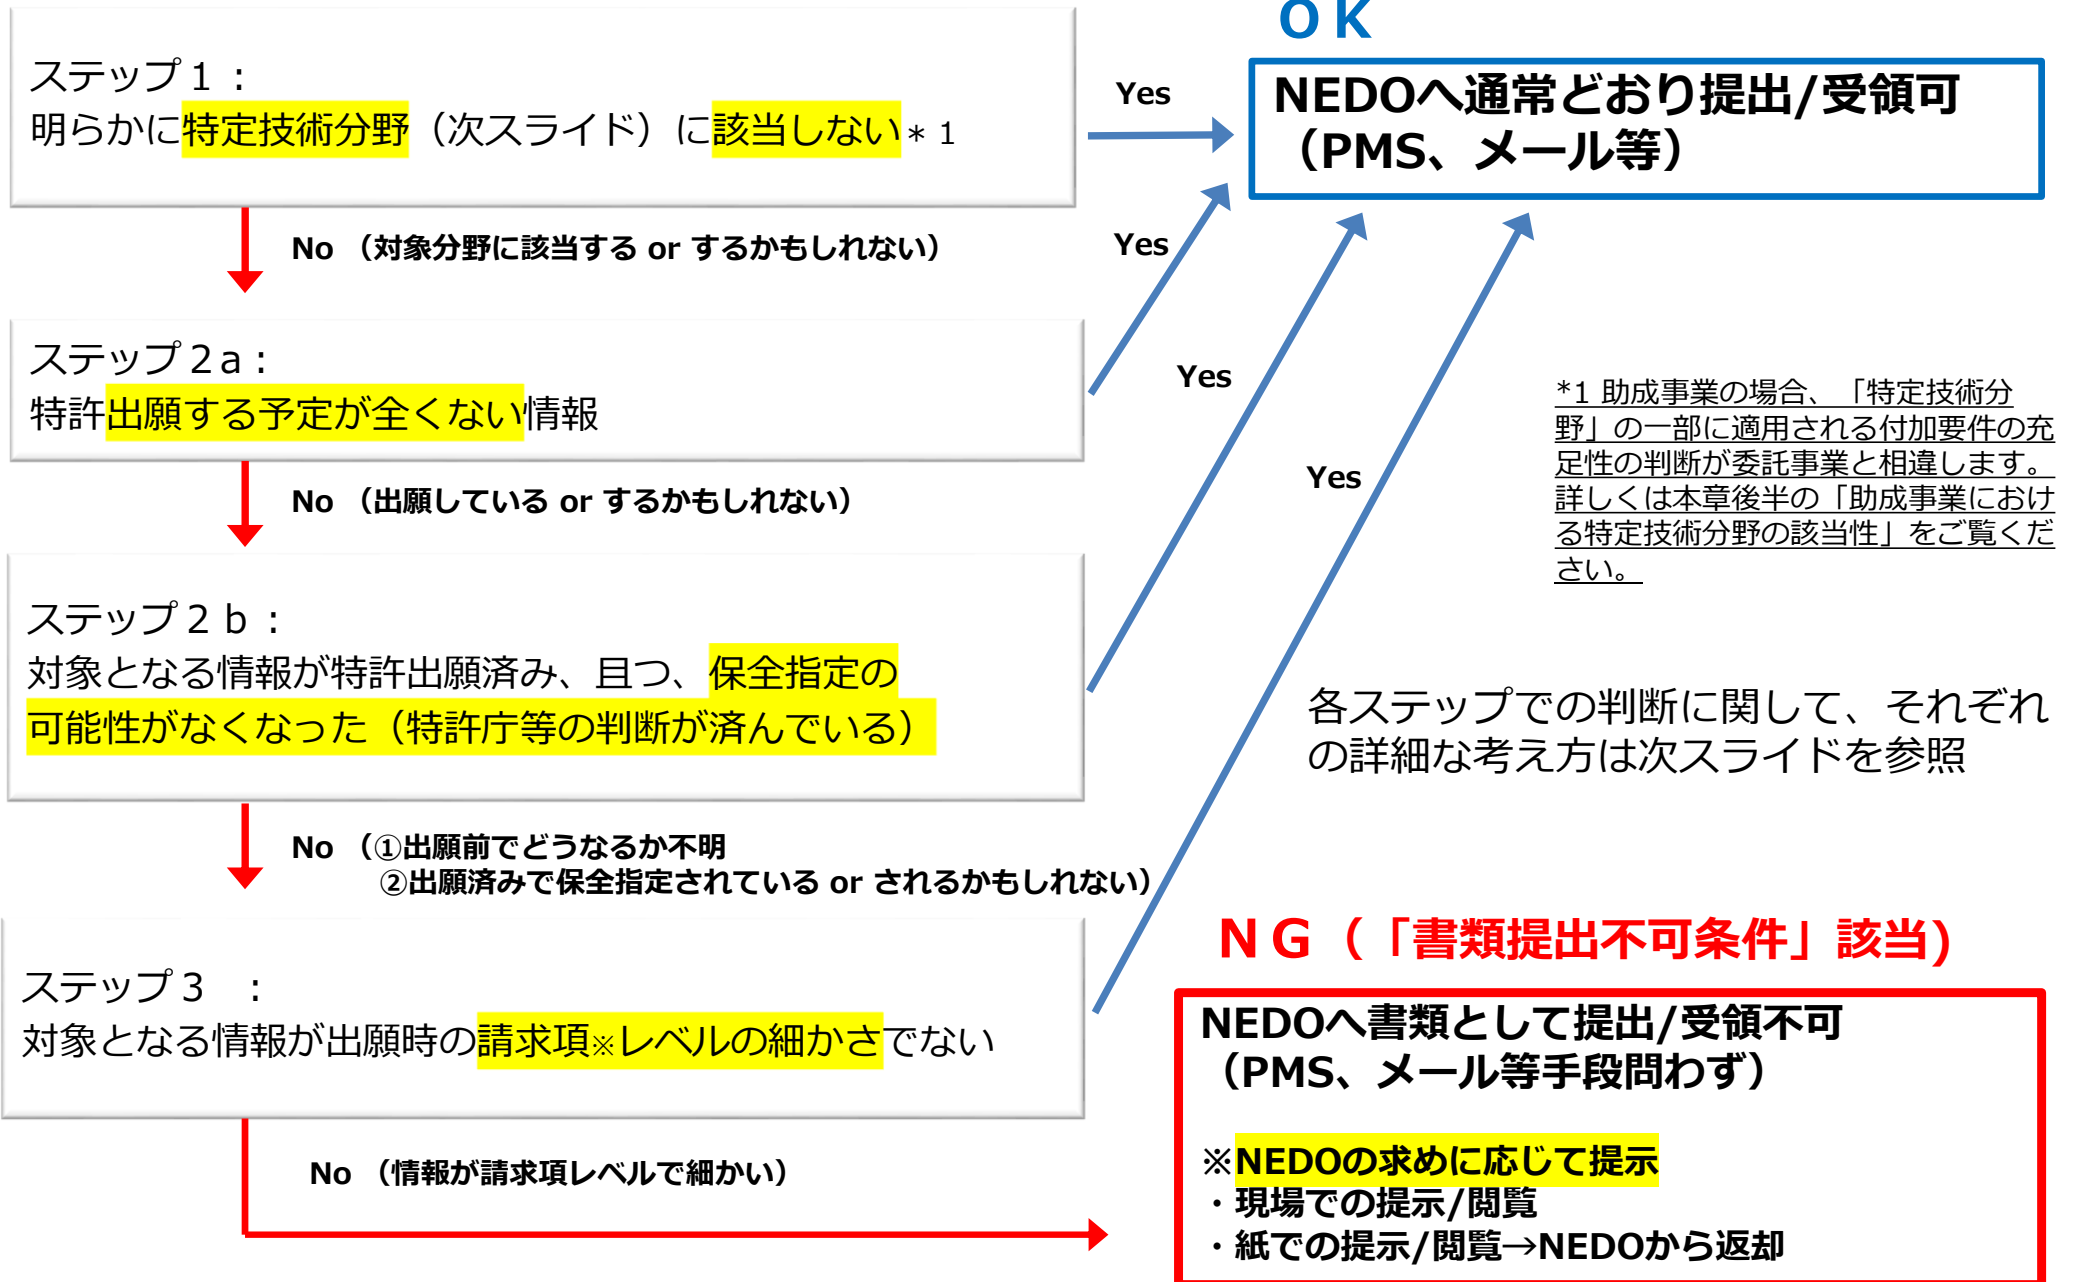 ステップ１：
明らかに特定技術分野（次スライド）に該当しない＊１
Yes
ＯＫ
NEDOへ通常どおり提出/受領可
（PMS、メール等）
No （対象分野に該当する or するかもしれない）
Yes
ステップ２a：
特許出願する予定が全くない情報
Yes
No （出願している or するかもしれない）
Yes
*1 助成事業の場合、「特定技術分
野」の一部に適用される付加要件の充
足性の判断が委託事業と相違します。
詳しくは本章後半の「助成事業におけ
る特定技術分野の該当性」をご覧くだ
さい。
ステップ２ｂ：
対象となる情報が特許出願済み、且つ、保全指定の
可能性がなくなった（特許庁等の判断が済んでいる）
各ステップでの判断に関して、それぞれ
の詳細な考え方は次スライドを参照
No （①出願前でどうなるか不明
②出願済みで保全指定されている or されるかもしれない）
ステップ３　：
対象となる情報が出願時の請求項※レベルの細かさでない
No （情報が請求項レベルで細かい）
ＮＧ（「書類提出不可条件」該当)
NEDOへ書類として提出/受領不可
（PMS、メール等手段問わず）
※NEDOの求めに応じて提示
・現場での提示/閲覧
・紙での提示/閲覧→NEDOから返却